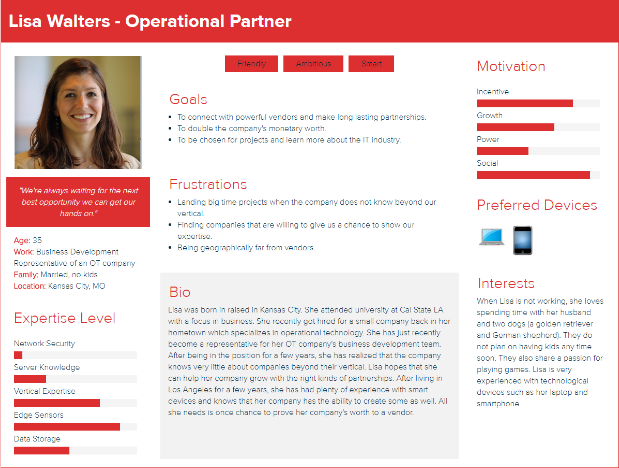 Lisa Walters - Operational Partner
"We're always waiting for the next
best opportunity we can get our
hands on."
Age: 35
Work: Business Development
Representative of an OT company
Family: Married, no kids
Location: Kansas City, MO
Expertise Level
Network Security
Server Knowledge
Vertical Expertise
Edge Sensors
Data Storage
Friendly
Ambitious
Smart
Goals
• To connect with powerful vendors and make long lasting partnerships.
• To double the company's monetary worth.
• To be chosen for projects and learn more about the IT industry.
Frustrations
• Landing big time projects when the company does not know beyond our
vertical.
• Finding companies that are willing to give us a chance to show our
expertise.
• Being geographically far from vendors
Bio
Lisa was born in raised in Kansas City. She attended university at Cal State LA
with a focus in business. She recently got hired for a small company back in her
hometown which specializes in operational technology. She has just recently
become a representative for her OT company's business development team.
After being in the position for a few years, she has realized that the company
knows very little about companies beyond their vertical. Lisa hopes that she
can help her company grow with the right kinds of partnerships. After living in
Los Angeles for a few years, she has had plenty of experience with smart
devices and knows that her company has the ability to create some as well. All
she needs is once chance to prove her company's worth to a vendor.
Motivation
Incentive
Growth
Power
Social
Preferred Devices
Interests
When Lisa is not working, she loves
spending time with her husband
and two dogs (a golden retriever
and German shepherd). They do
not plan on having kids any time
soon. They also share a passion for
playing games. Lisa is very
experienced with technological
devices such as her laptop and
smartphone.